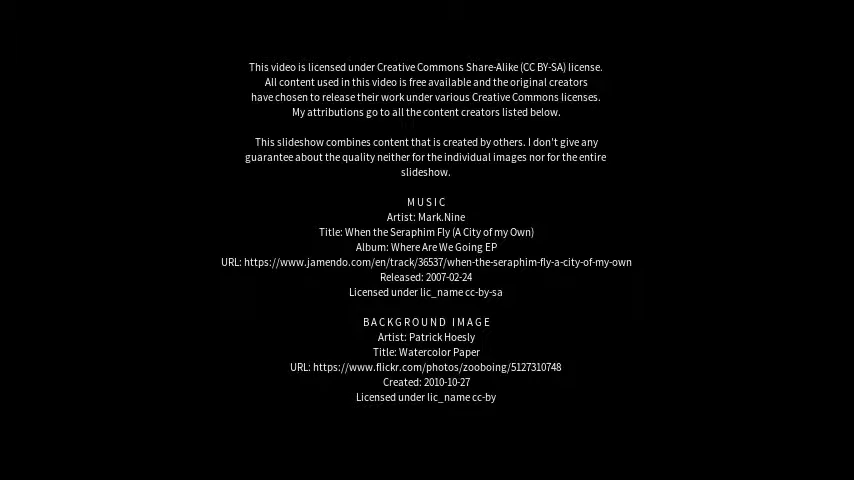 This video is licensed under Creative Commons Share-Alike (CC BY-SA) license.
All content used in this video is free available and the original creators
have chosen to release their work under various Creative Commons licenses.
My attributions go to all the content creators listed below.
This slideshow combines content that is created by others. I don't give any
guarantee about the quality neither for the individual images nor for the entire
slideshow.
MUSIC
Artist: Mark.Nine
Title: When the Seraphim Fly (A City of my Own)
Album: Where Are We Going EP
URL: https://www.jamendo.com/en/track/36537/when-the-seraphim-fly-a-city-of-my-own
Released: 2007-02-24
Licensed under lic_name cc-by-sa
BACKGROUND IMAGE
Artist: Patrick Hoesly
Title: Watercolor Paper
URL: https://www.flickr.com/photos/zooboing/5127310748
Created: 2010-10-27
Licensed under lic_name cc-by